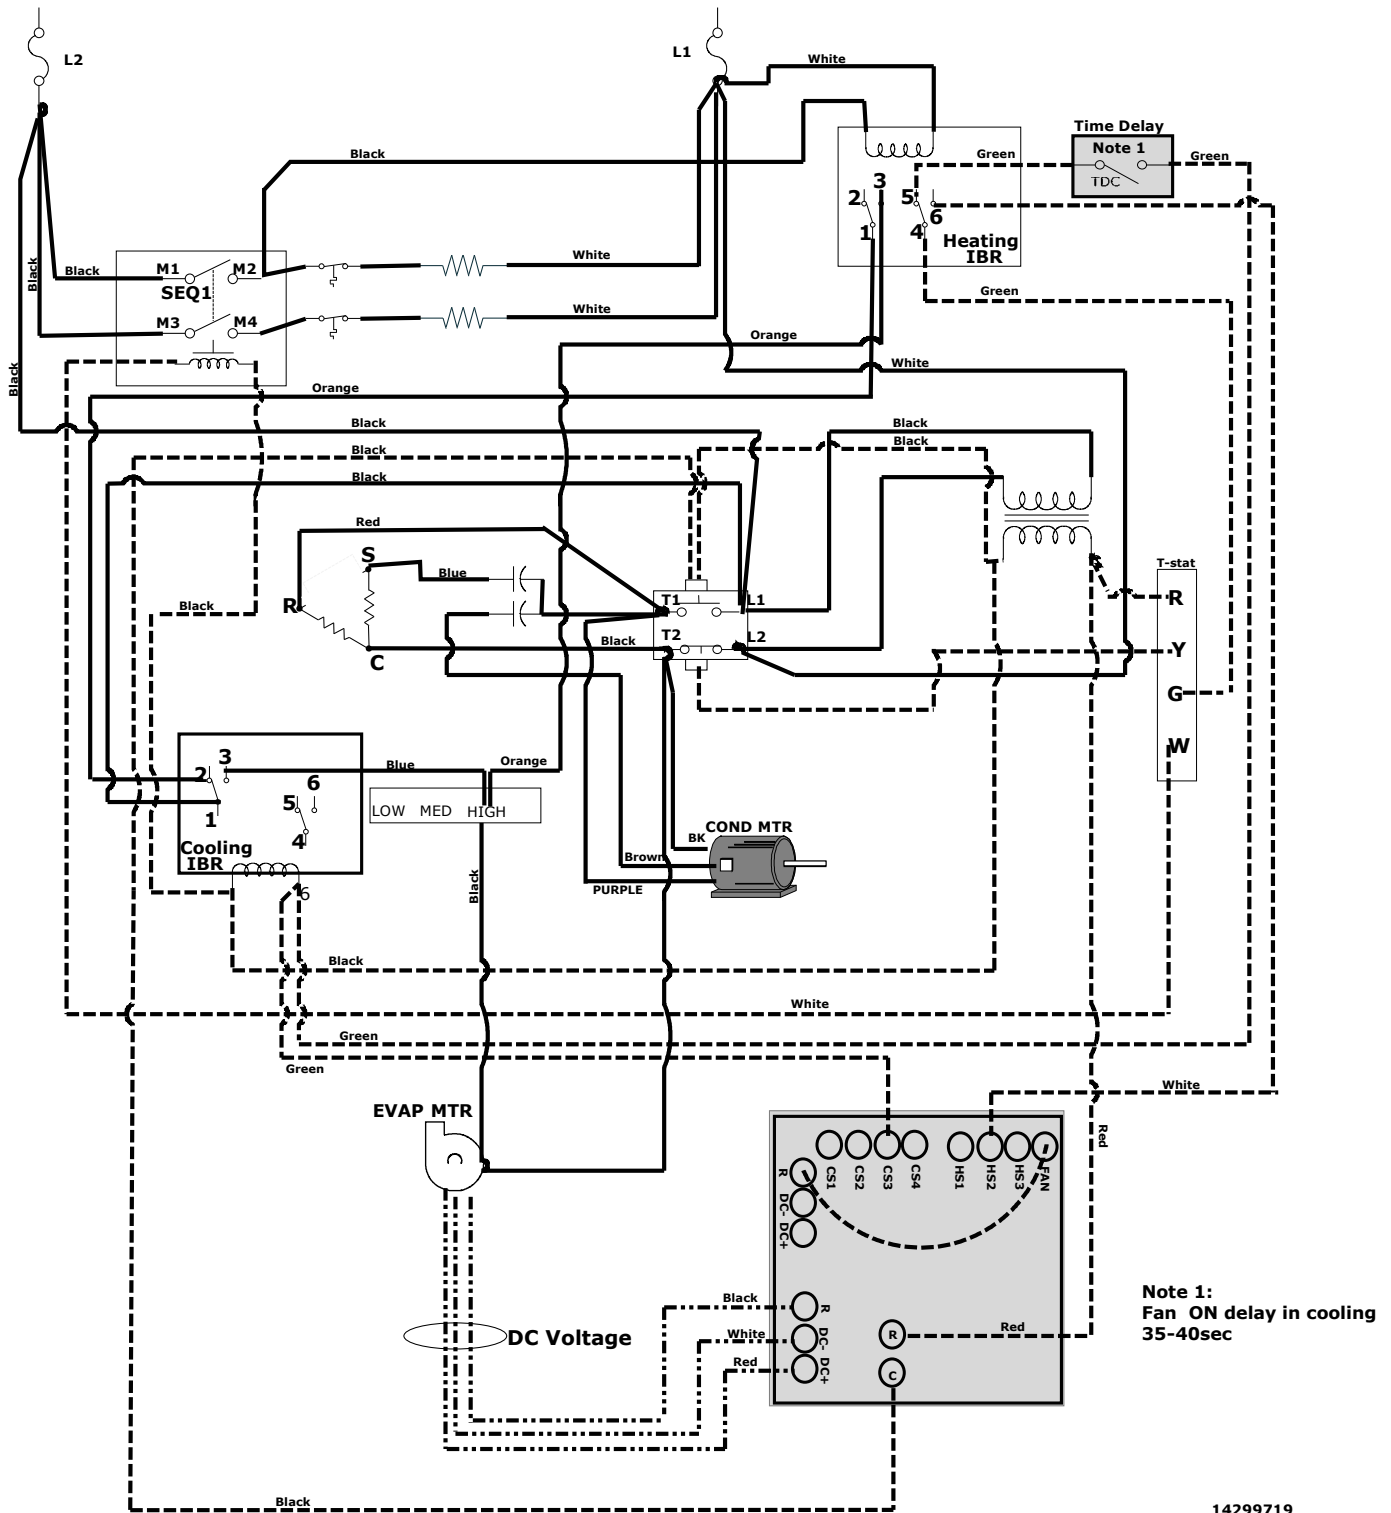 L2
L1
White
Time Delay
Note 1
TDC
Green
Green
Black
3
2
5
6
1
4
Heating
IBR
White
Black
Black
M1
M2
SEQ1
Green
White
M3
M4
Orange
White
Black
Orange
Black
Black
Black
Black
Black
Red
S
Blue
T-stat
R
T1
L1
R
Black
Black
T2
L2
Y
C
G
W
3
2
Blue
Orange
6
5
LOW MED HIGH
1
4
Cooling
IBR
COND MTR
BK
Brown
PURPLE
Black
6
Black
White
Green
Green
White
EVAP MTR
Red
R
DC-
DC+
CS1
CS2
CS3
CS4
HS1
HS2
HS3
FAN
Note 1:
Fan ON delay in cooling
35-40sec
Black
R
White
DC-
DC Voltage
Red
DC+
R
Red
C
Black
14299719